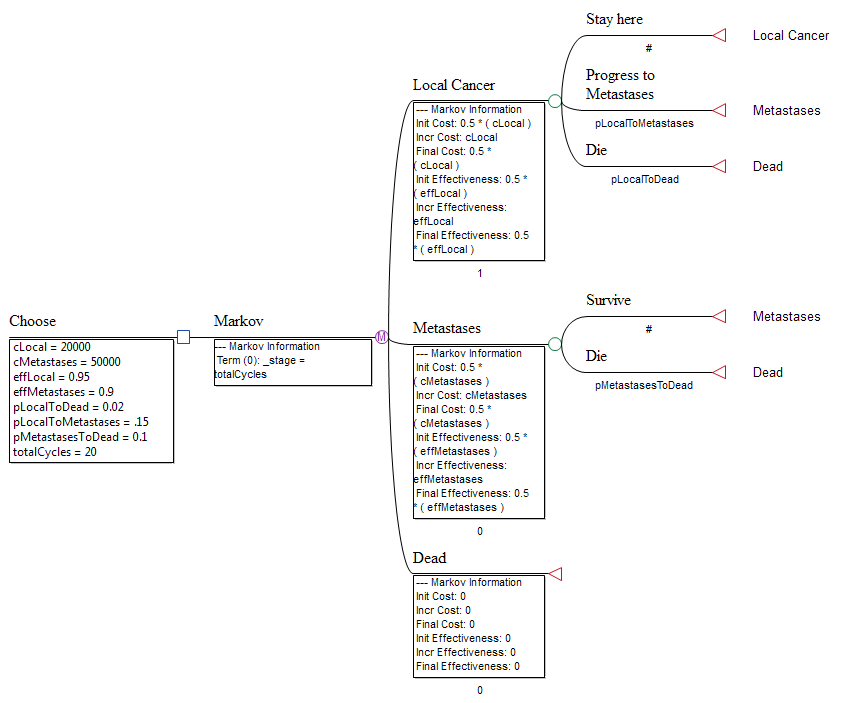 Choose
cLocal = 20000
cMetastases = 50000
effLocal = 0.95
effMetastases = 0.9
pLocalToDead = 0.02
pLocalToMetastases = .15
pMetastasesToDead = 0.1
totalCycles = 20
Markov
--- Markov Information
Term (0): _stage =
totalCycles
M
Local Cancer
--- Markov Information
Init Cost: 0.5 * ( cLocal )
Incr Cost: cLocal
Final Cost: 0.5 *
( cLocal )
Init Effectiveness: 0.5 *
( effLocal )
Incr Effectiveness:
effLocal
Final Effectiveness: 0.5
* ( effLocal )
1
Stay here
#
Local Cancer
Progress to
Metastases
pLocalToMetastases
Metastases
Die
pLocalToDead
Dead
Metastases
--- Markov Information
Init Cost: 0.5 *
( cMetastases )
Incr Cost: cMetastases
Final Cost: 0.5 *
( cMetastases )
Init Effectiveness: 0.5 *
( effMetastases )
Incr Effectiveness:
effMetastases
Final Effectiveness: 0.5
* ( effMetastases )
0
Survive
#
Metastases
Die
pMetastasesToDead
Dead
Dead
--- Markov Information
Init Cost: 0
Incr Cost: 0
Final Cost: 0
Init Effectiveness: 0
Incr Effectiveness: 0
Final Effectiveness: 0
0